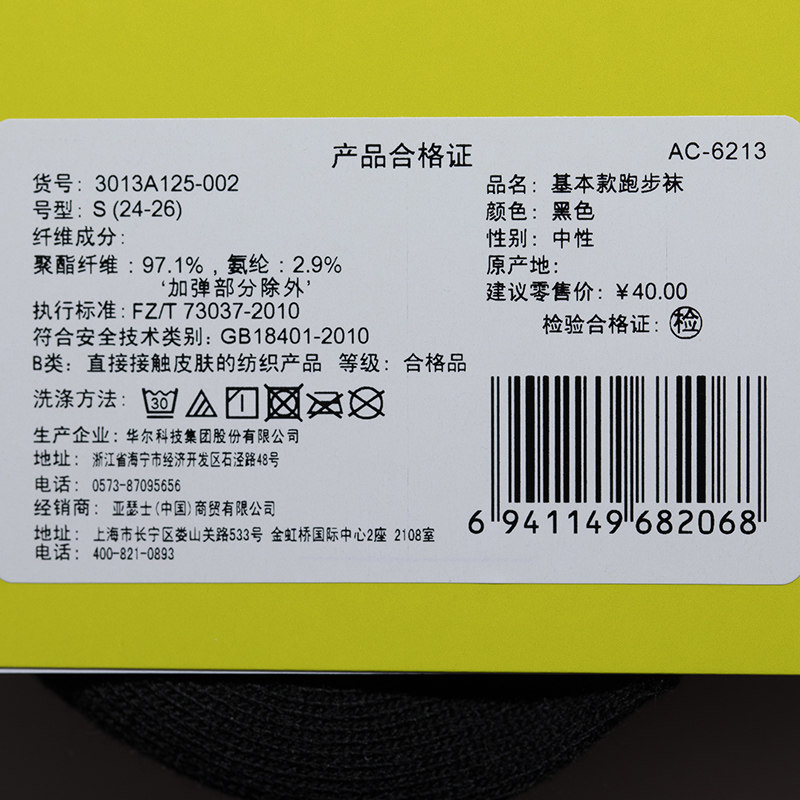 产品合格证
AC-6213
货号: 3013A125-002
号型: S (24-26)
纤维成分:
聚酯纤维：97.1%，氨纶：2.9%
‘加弹部分除外’
执行标准: FZ/T 73037-2010
符合安全技术类别: GB18401-2010
B类：直接接触皮肤的纺织产品 等级：合格品
品名：基本款跑步袜
颜色：黑色
性别：中性
原产地:
建议零售价：¥40.00
检验合格证：检
洗涤方法：
30
生产企业：华尔科技集团股份有限公司
地址：浙江省海宁市经济开发区石泾路48号
电话：0573-87095656
经销商：亚瑟士(中国)商贸有限公司
地址：上海市长宁区娄山关路533号 金虹桥国际中心2座 2108室
电话：400-821-0893
6 941149 682068